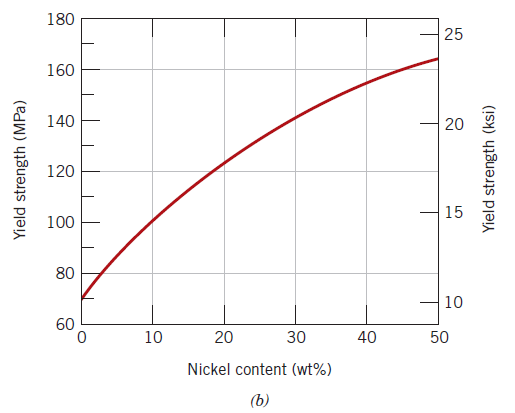 Yield strength (MPa)
180
160
140
120
100
80
60
0 10 20 30 40 50
Nickel content (wt%)
25
20
15
10
Yield strength (ksi)
(b)